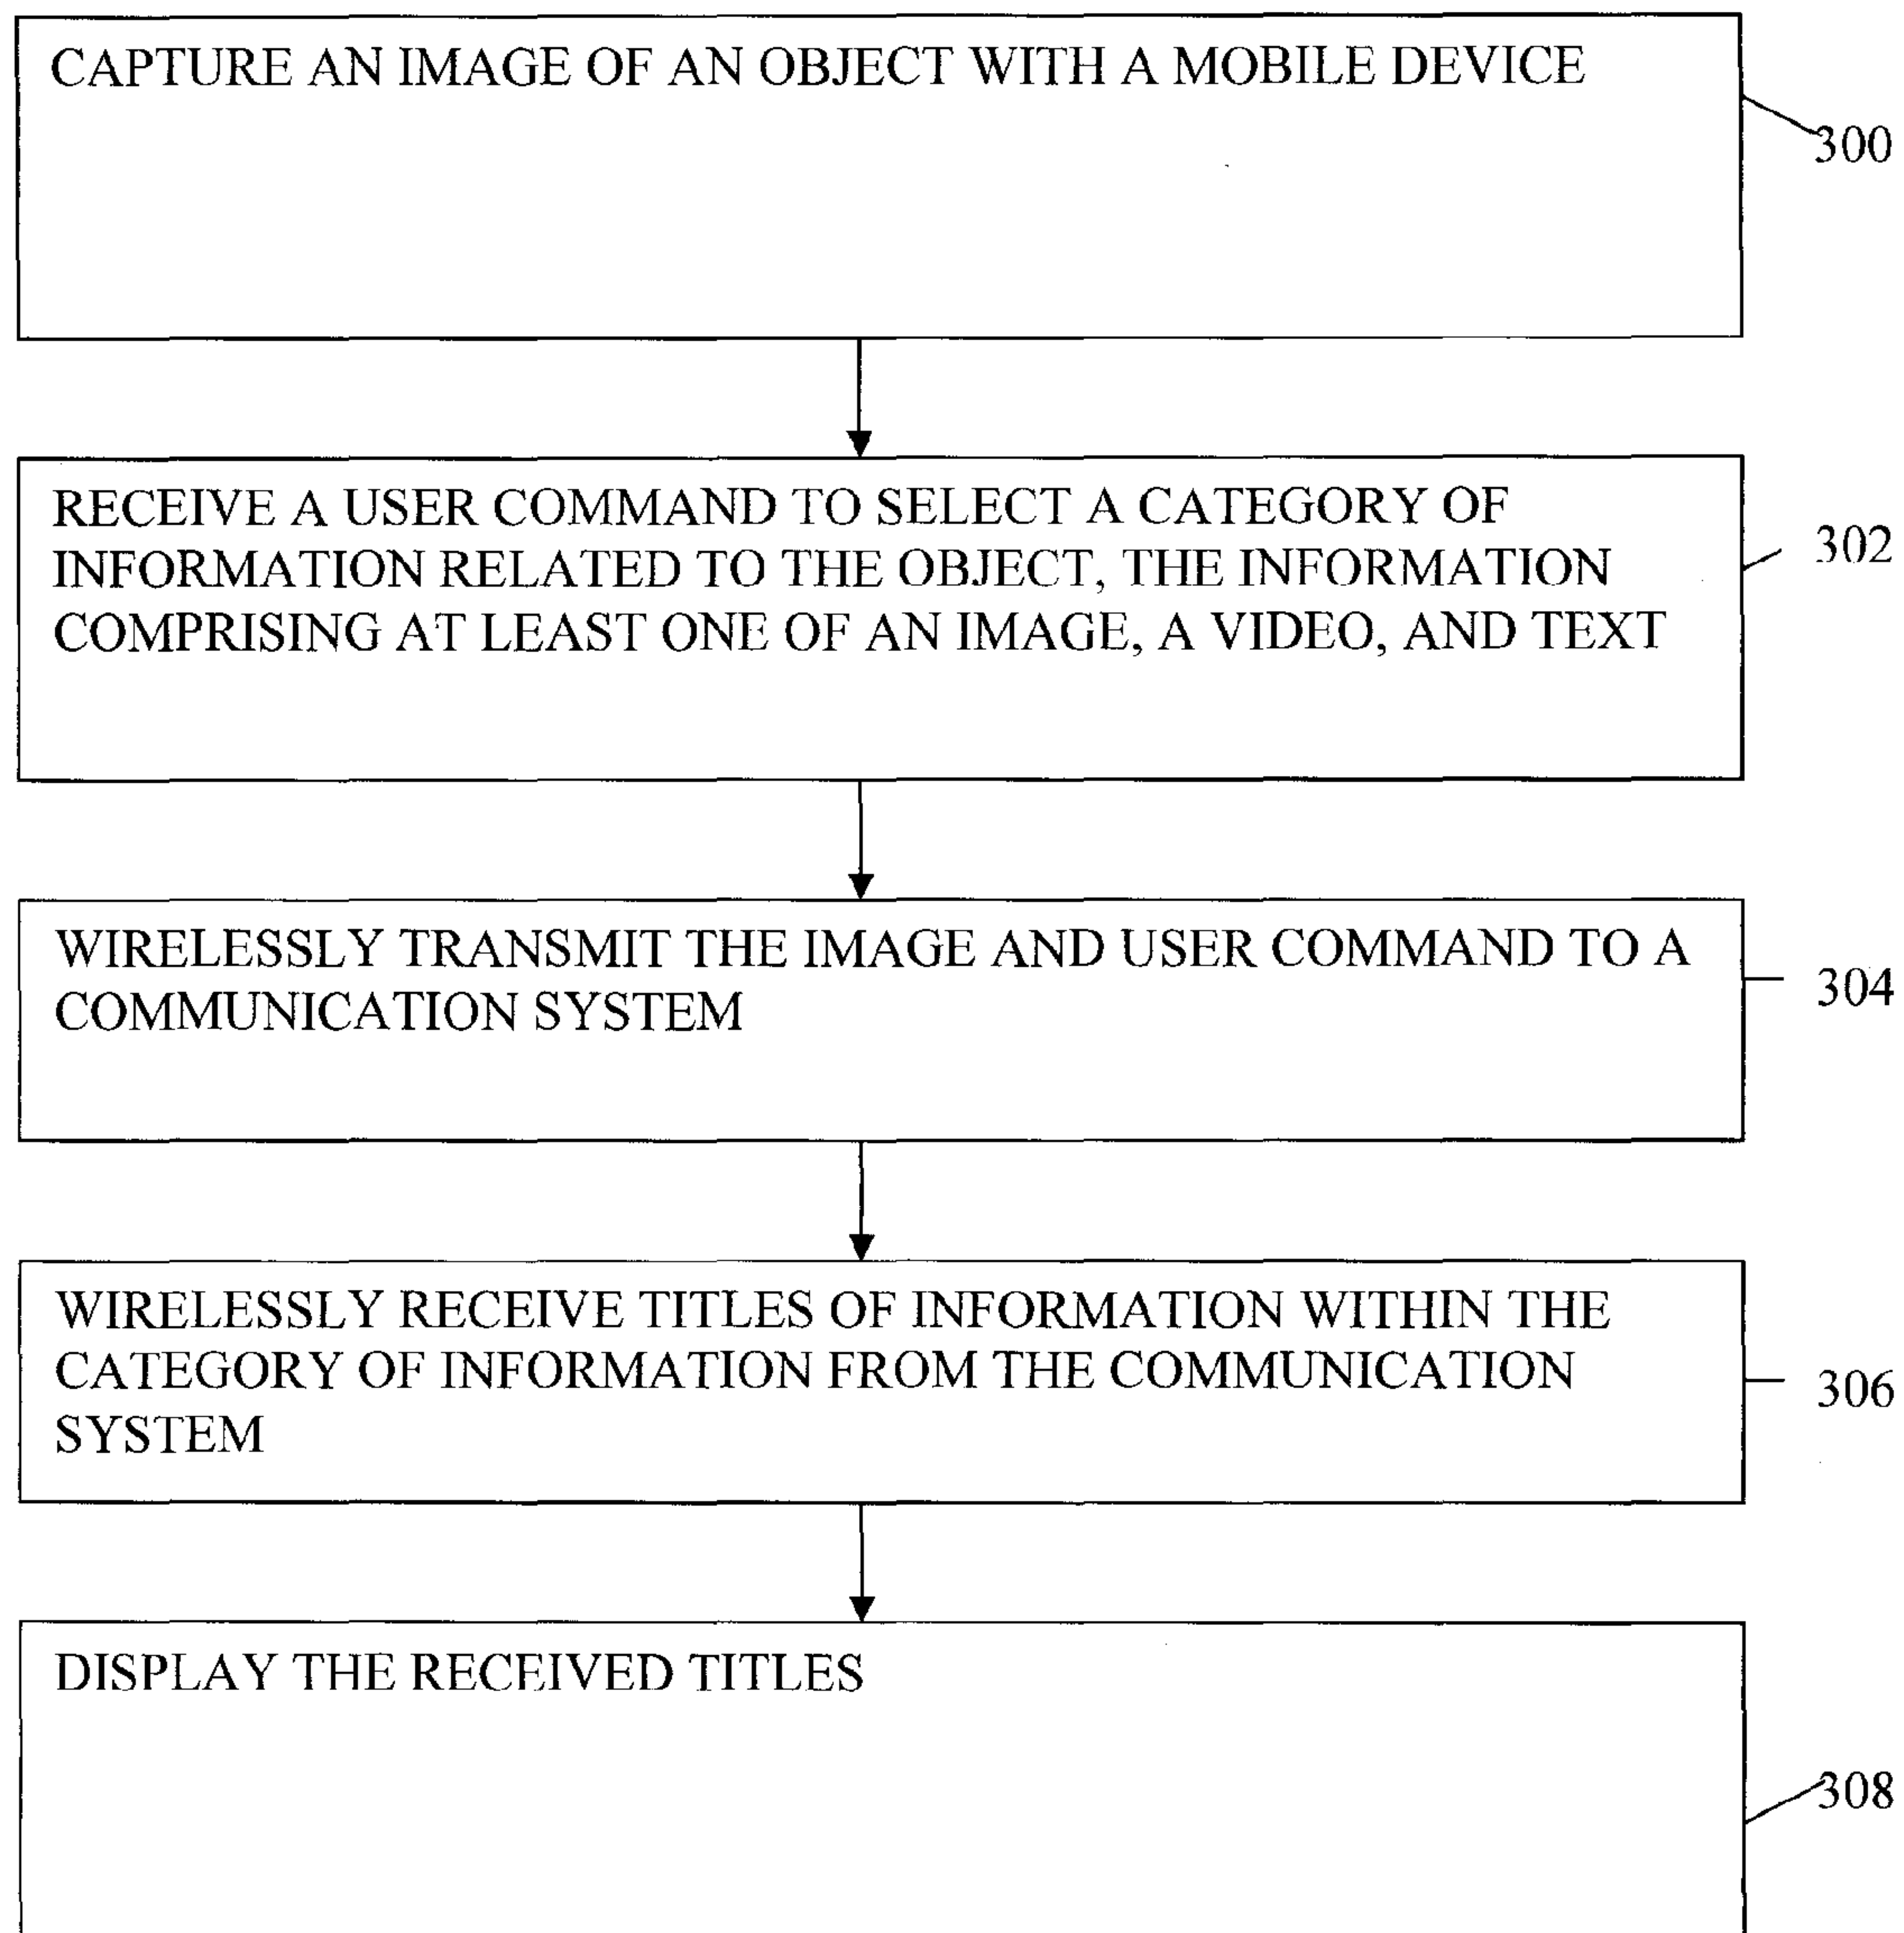 CAPTURE AN IMAGE OF AN OBJECT WITH A MOBILE DEVICE
300
RECEIVE A USER COMMAND TO SELECT A CATEGORY OF
INFORMATION RELATED TO THE OBJECT, THE INFORMATION
COMPRISING AT LEAST ONE OF AN IMAGE, A VIDEO, AND TEXT
302
WIRELESSLY TRANSMIT THE IMAGE AND USER COMMAND TO A
COMMUNICATION SYSTEM
304
WIRELESSLY RECEIVE TITLES OF INFORMATION WITHIN THE
CATEGORY OF INFORMATION FROM THE COMMUNICATION
SYSTEM
306
DISPLAY THE RECEIVED TITLES
308